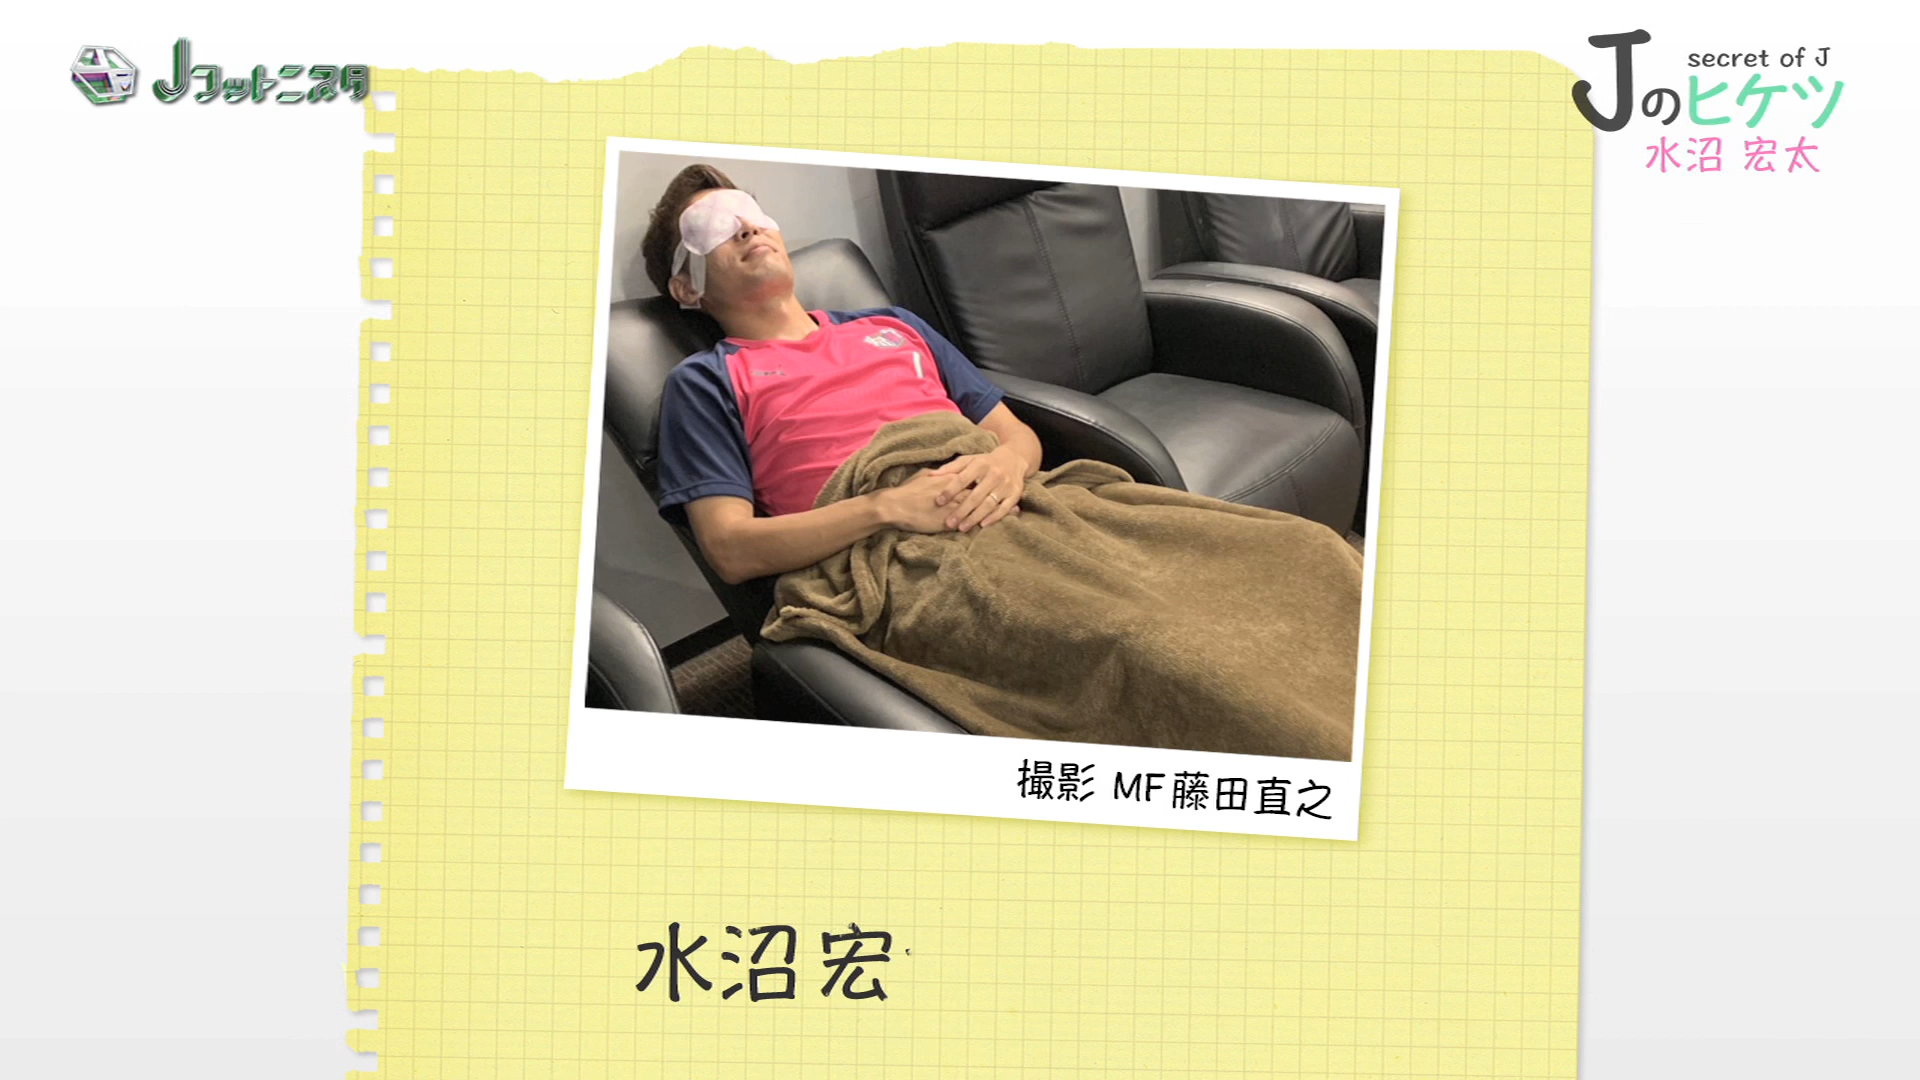 Jフットニスタ
secret of J
Jのヒケツ
水沼 宏太
撮影 MF藤田直之
水沼 宏